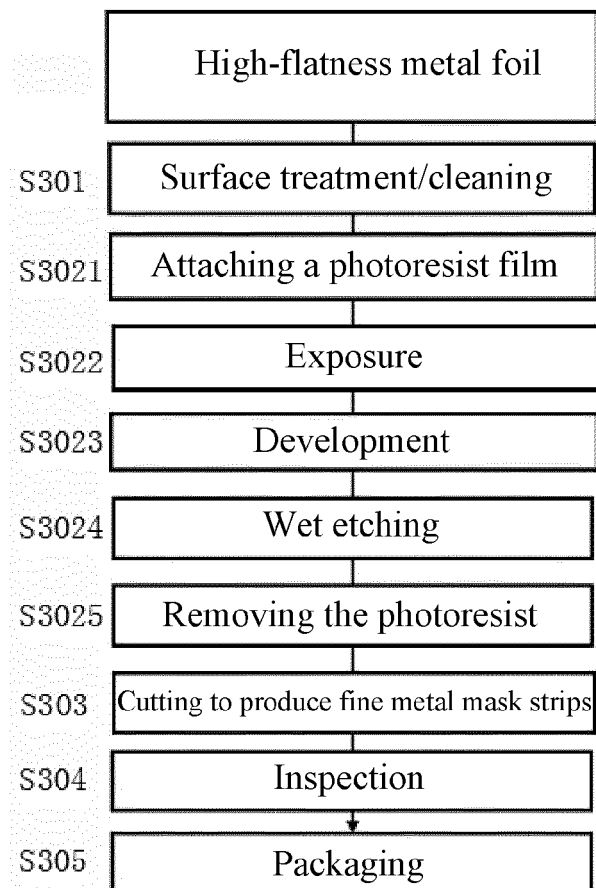 High-flatness metal foil
S301 Surface treatment/cleaning
S3021 Attaching a photoresist film
S3022 Exposure
S3023 Development
S3024 Wet etching
S3025 Removing the photoresist
S303 Cutting to produce fine metal mask strips
S304 Inspection
S305 Packaging